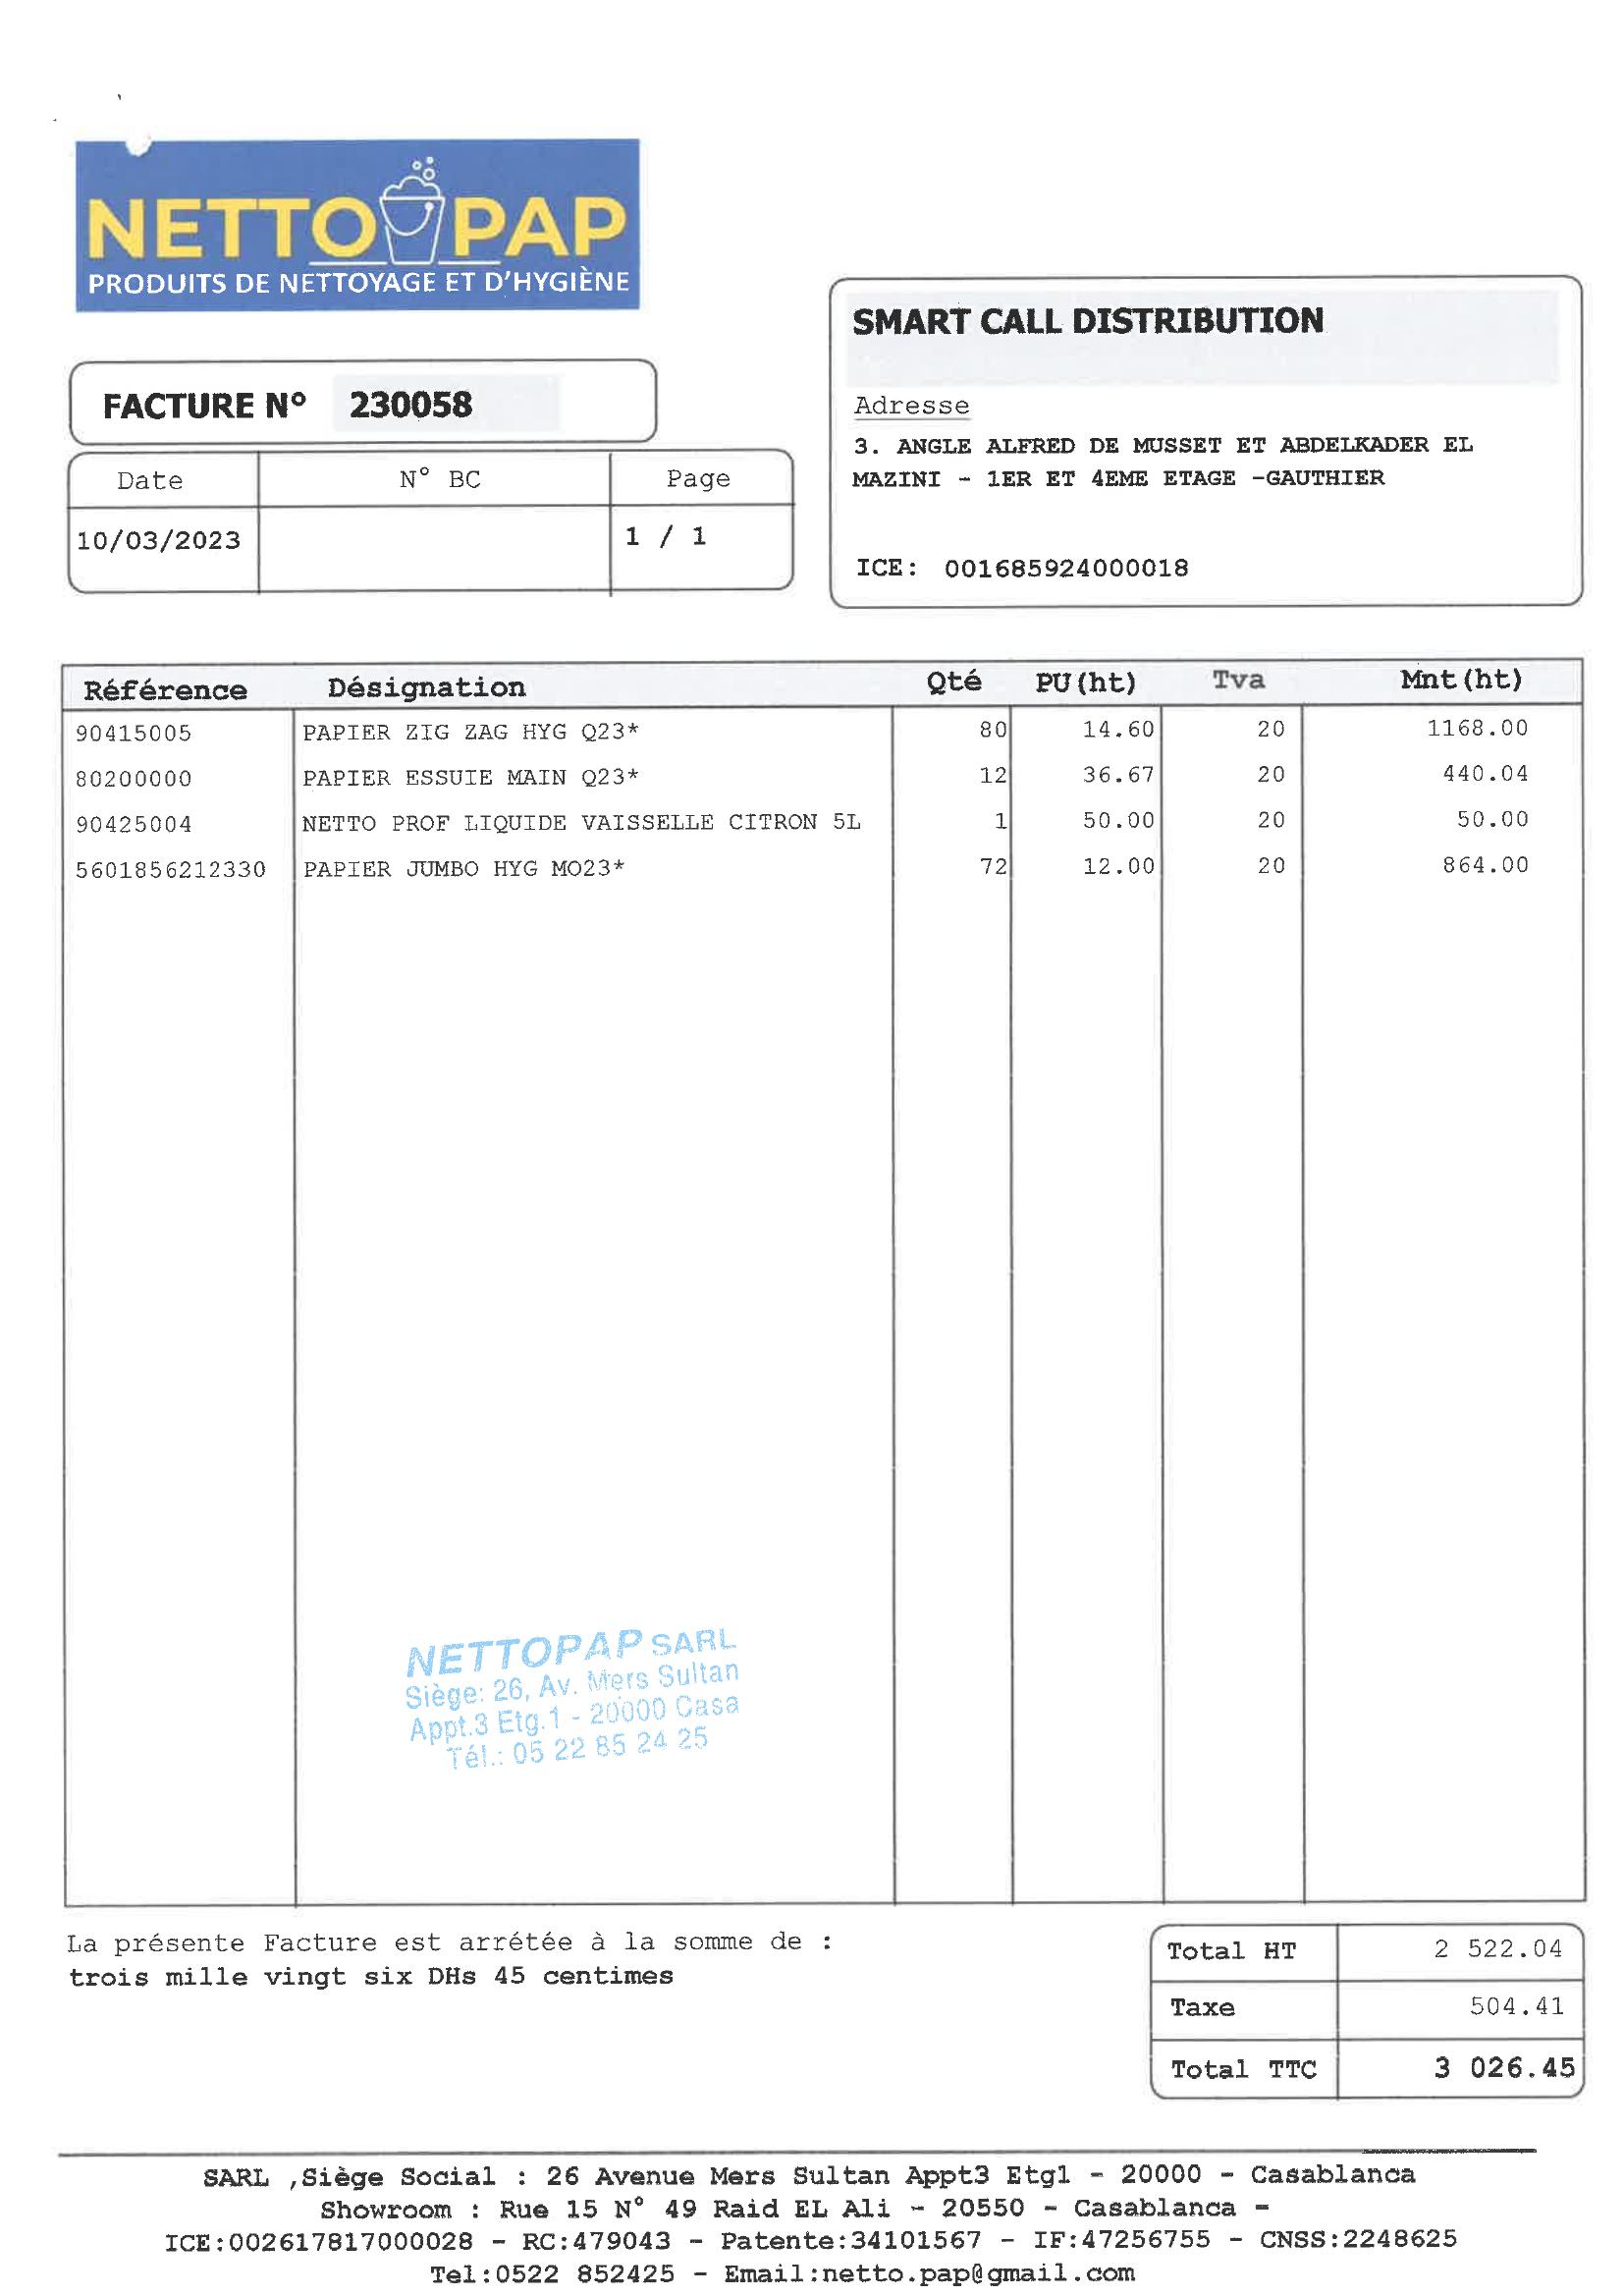 NETTO PAP
PRODUITS DE NETTOYAGE ET D'HYGIÈNE
SMART CALL DISTRIBUTION
Adresse
3. ANGLE ALFRED DE MUSSET ET ABDELKADER EL
MAZINI - 1ER ET 4EME ETAGE -GAUTHIER
ICE: 001685924000018
FACTURE N° 230058
Date N° BC Page
10/03/2023 1 / 1
Référence Désignation Qté PU(ht) Tva Mnt(ht)
90415005 PAPIER ZIG ZAG HYG Q23* 80 14.60 20 1168.00
80200000 PAPIER ESSUIE MAIN Q23* 12 36.67 20 440.04
90425004 NETTO PROF LIQUIDE VAISSELLE CITRON 5L 1 50.00 20 50.00
5601856212330 PAPIER JUMBO HYG MO23* 72 12.00 20 864.00
NETTOPAP SARL
Siège: 26, Av. Mers Sultan
Appt.3 Etg.1 - 20000 Casa
Tél.: 05 22 85 24 25
La présente Facture est arrétée à la somme de :
trois mille vingt six DHs 45 centimes
Total HT 2 522.04
Taxe 504.41
Total TTC 3 026.45
SARL ,Siège Social : 26 Avenue Mers Sultan Appt3 Etg1 - 20000 - Casablanca
Showroom : Rue 15 N° 49 Raid EL Ali - 20550 - Casablanca -
ICE:002617817000028 - RC:479043 - Patente:34101567 - IF:47256755 - CNSS:2248625
Tel:0522 852425 - Email:netto.pap@gmail.com